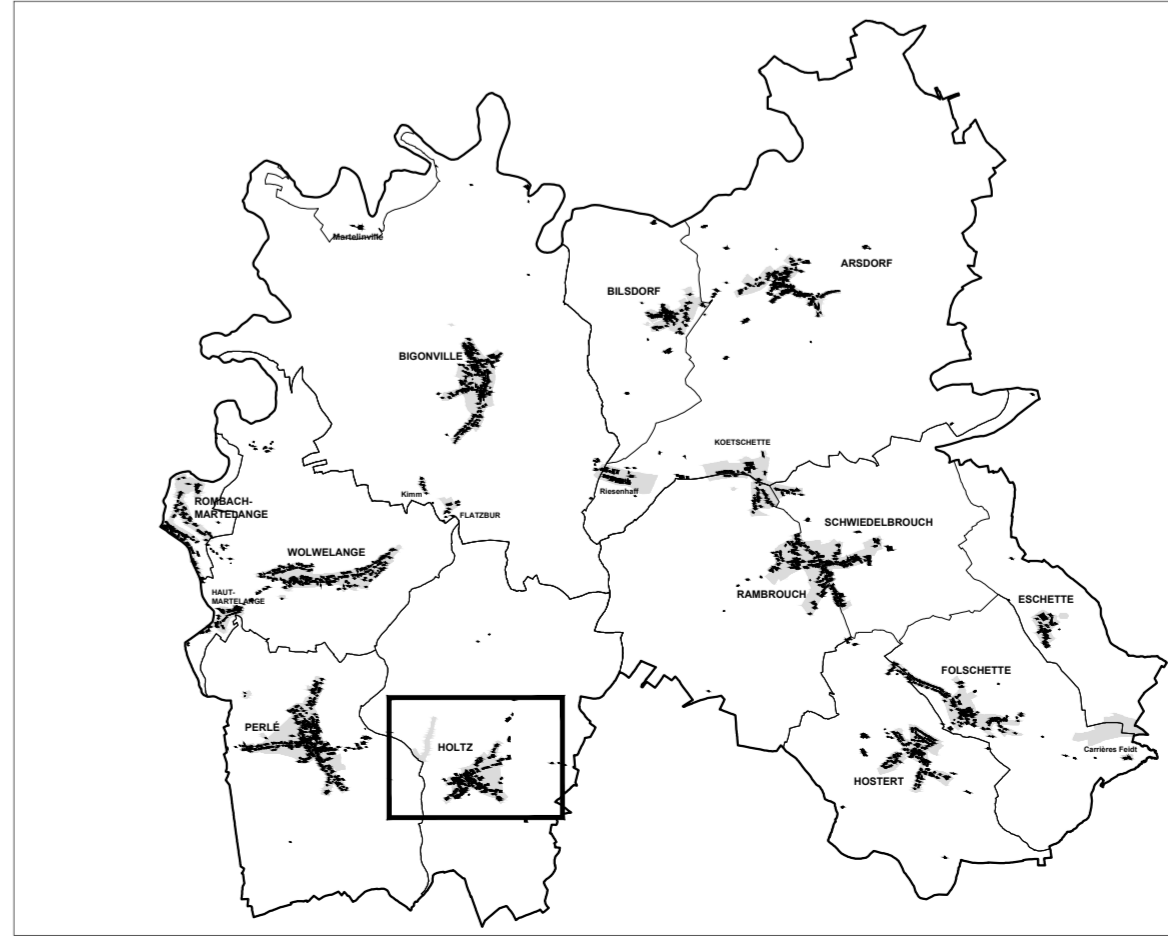 Martelinville
ARSDORF
BILSDORF
BIGONVILLE
KOETSCHETTE
Riesenhaff
Kimm
FLATZBUR
ROMBACH-
MARTELANGE
SCHWIEDELBROUCH
WOLWELANGE
HAUT-
MARTELANGE
RAMBROUCH
ESCHETTE
FOLSCHETTE
PERLÉ
HOLTZ
Carrières Feidt
HOSTERT